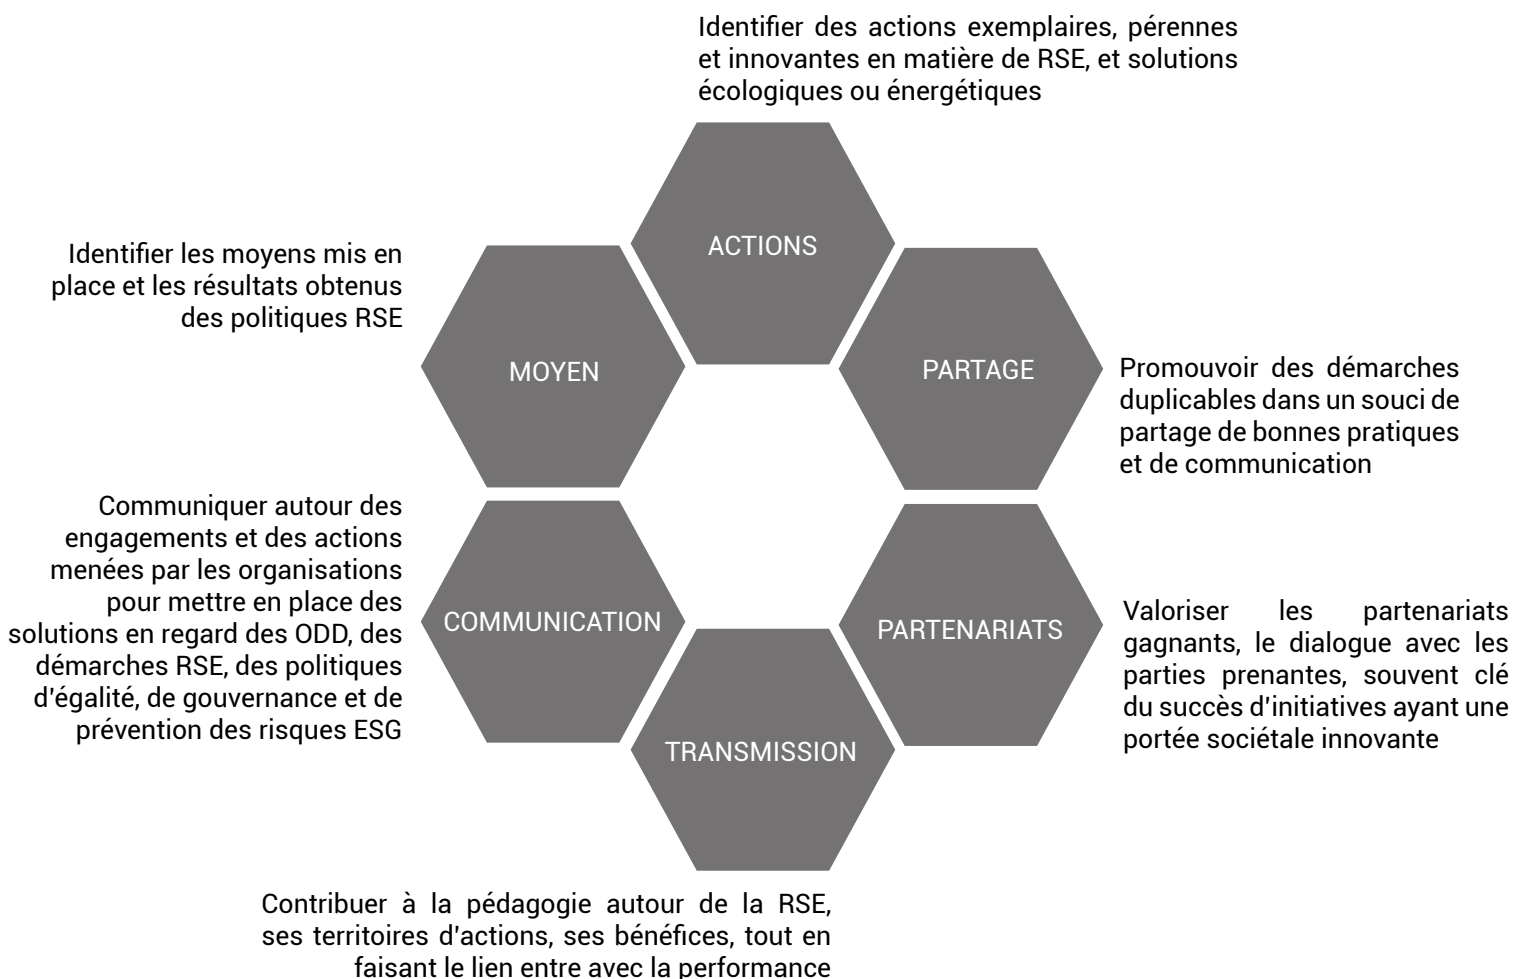 Identifier des actions exemplaires, pérennes
et innovantes en matière de RSE, et solutions
écologiques ou énergétiques
ACTIONS
Identifier les moyens mis en
place et les résultats obtenus
des politiques RSE
MOYEN
PARTAGE
Promouvoir des démarches
duplicables dans un souci de
partage de bonnes pratiques
et de communication
Communiquer autour des
engagements et des actions
menées par les organisations
pour mettre en place des
solutions en regard des ODD, des
démarches RSE, des politiques
d'égalité, de gouvernance et de
prévention des risques ESG
COMMUNICATION
PARTENARIATS
Valoriser les partenariats
gagnants, le dialogue avec les
parties prenantes, souvent clé
du succès d'initiatives ayant une
portée sociétale innovante
TRANSMISSION
Contribuer à la pédagogie autour de la RSE,
ses territoires d'actions, ses bénéfices, tout en
faisant le lien entre avec la performance